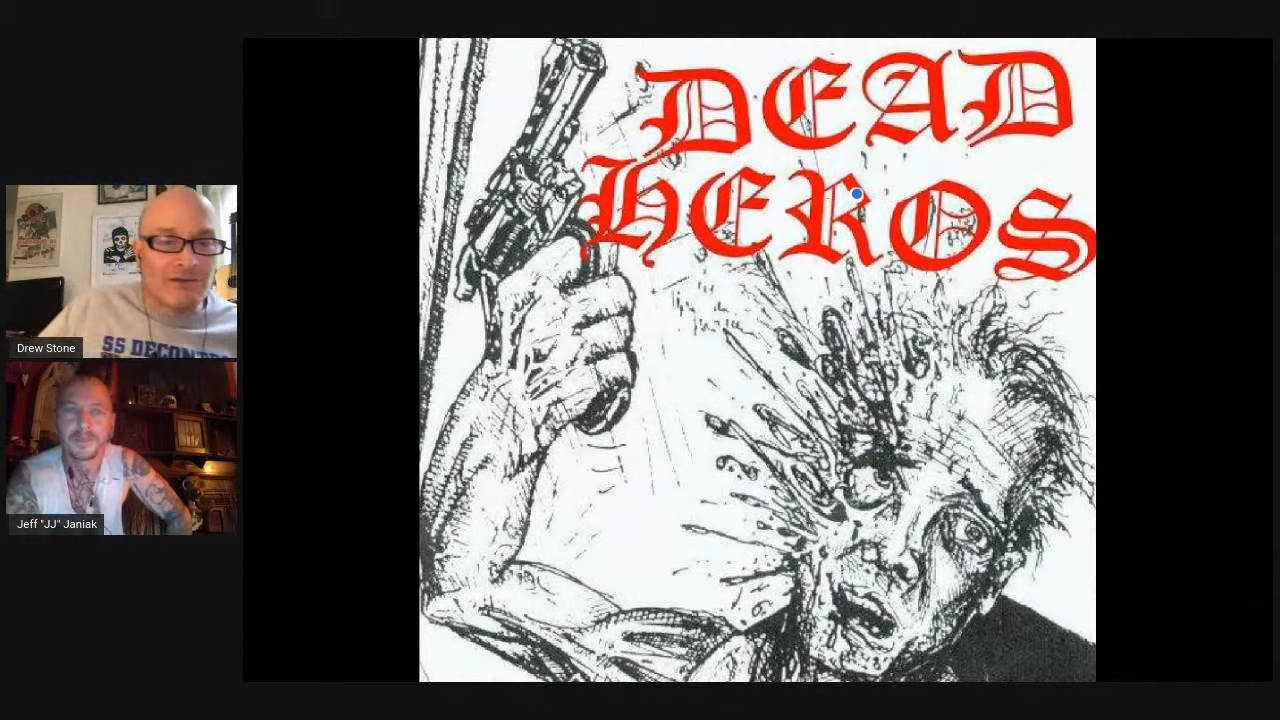 DEAD
HEROS
SS DECONTR
Drew Stone
Jeff "JJ" Janiak